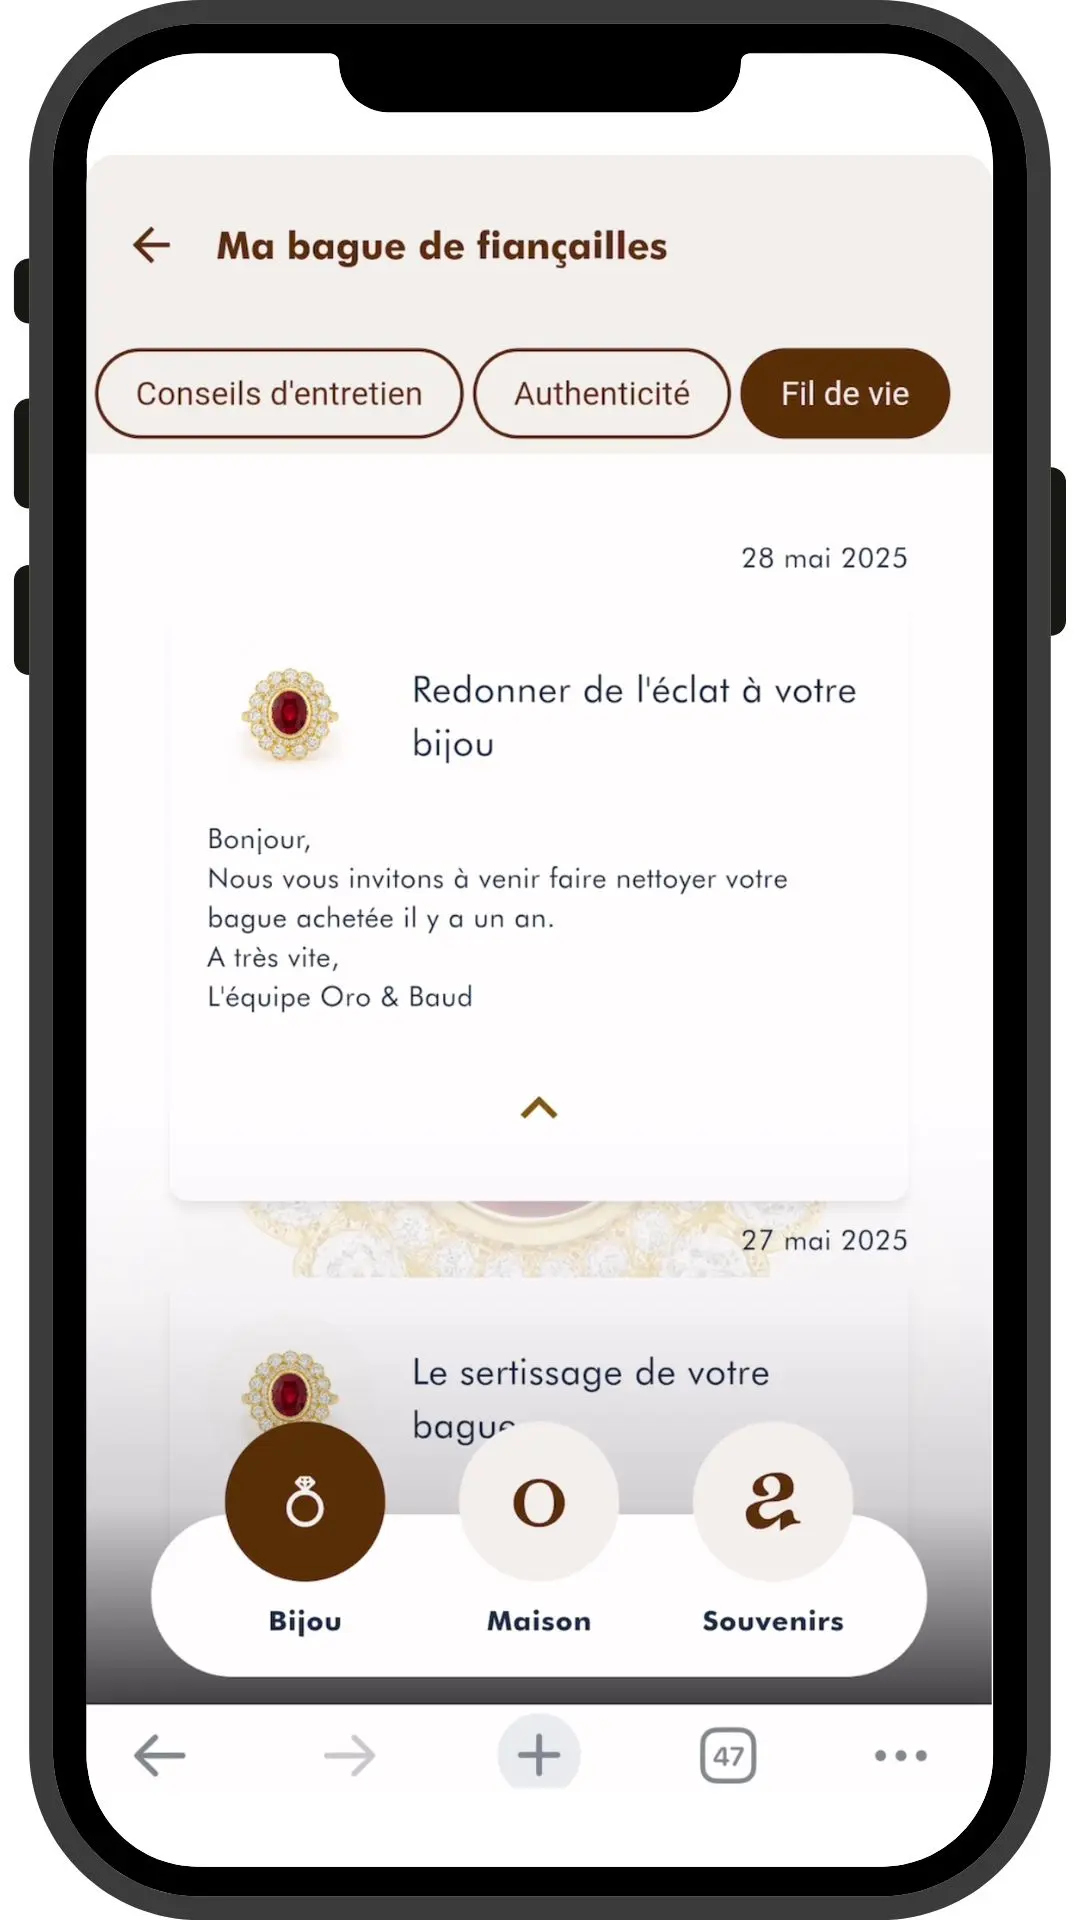 Ma bague de fiançailles
Conseils d'entretien
Authenticité
Fil de vie
28 mai 2025
Redonner de l'éclat à votre
bijou
Bonjour,
Nous vous invitons à venir faire nettoyer votre
bague achetée il y a un an.
A très vite,
L'équipe Oro & Baud
27 mai 2025
Le sertissage de votre
bague
o
a
Bijou
Maison
Souvenirs
47